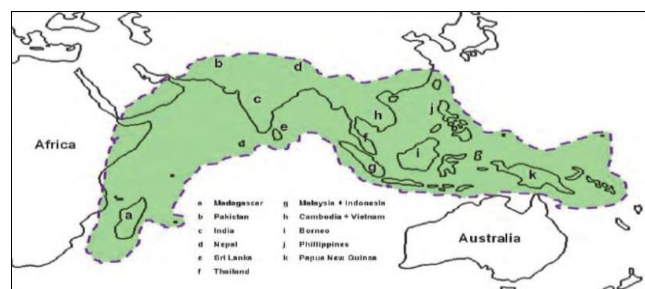 b
d
c
h
j
e
d
f
g
i
g
k
a
Africa
Australia
a Madagascar g Malaysia + Indonesia
b Pakistan h Cambodia + Vietnam
c India i Borneo
d Nepal j Phillippines
e Sri Lanka k Papua New Guinea
f Thailand